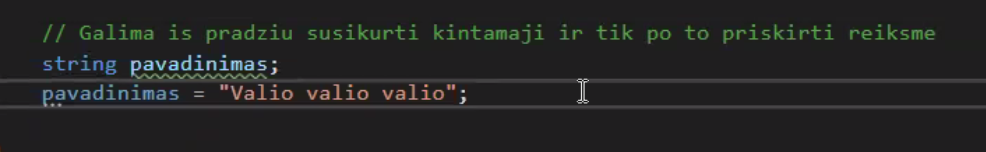 // Galima is pradziu susikurti kintamaji ir tik po to priskirti reiksme
string pavadinimas;
pavadinimas = "Valio valio valio";